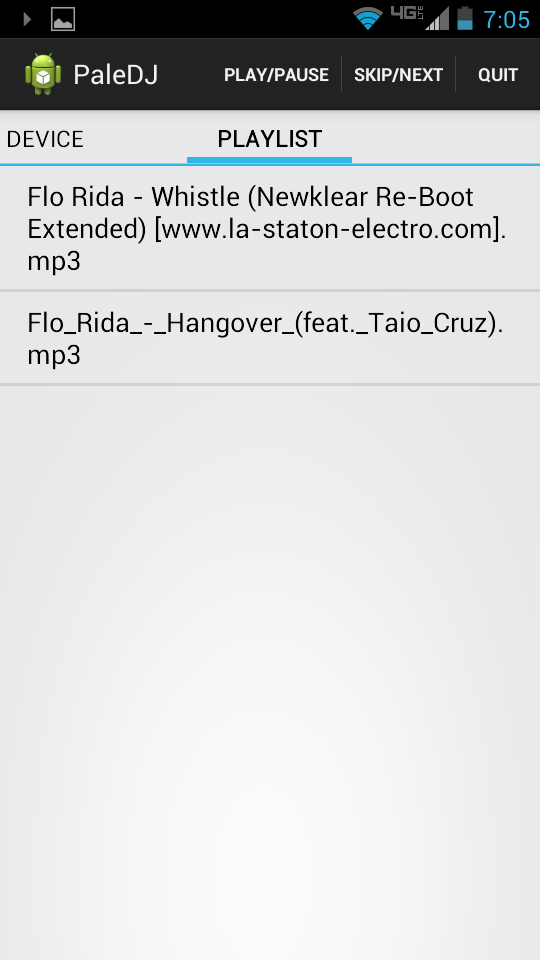 4G LTE 7:05
PaleDJ PLAY/PAUSE SKIP/NEXT QUIT
DEVICE PLAYLIST
Flo Rida - Whistle (Newklear Re-Boot
Extended) [www.la-staton-electro.com].
mp3
Flo_Rida_-_Hangover_(feat._Taio_Cruz).
mp3